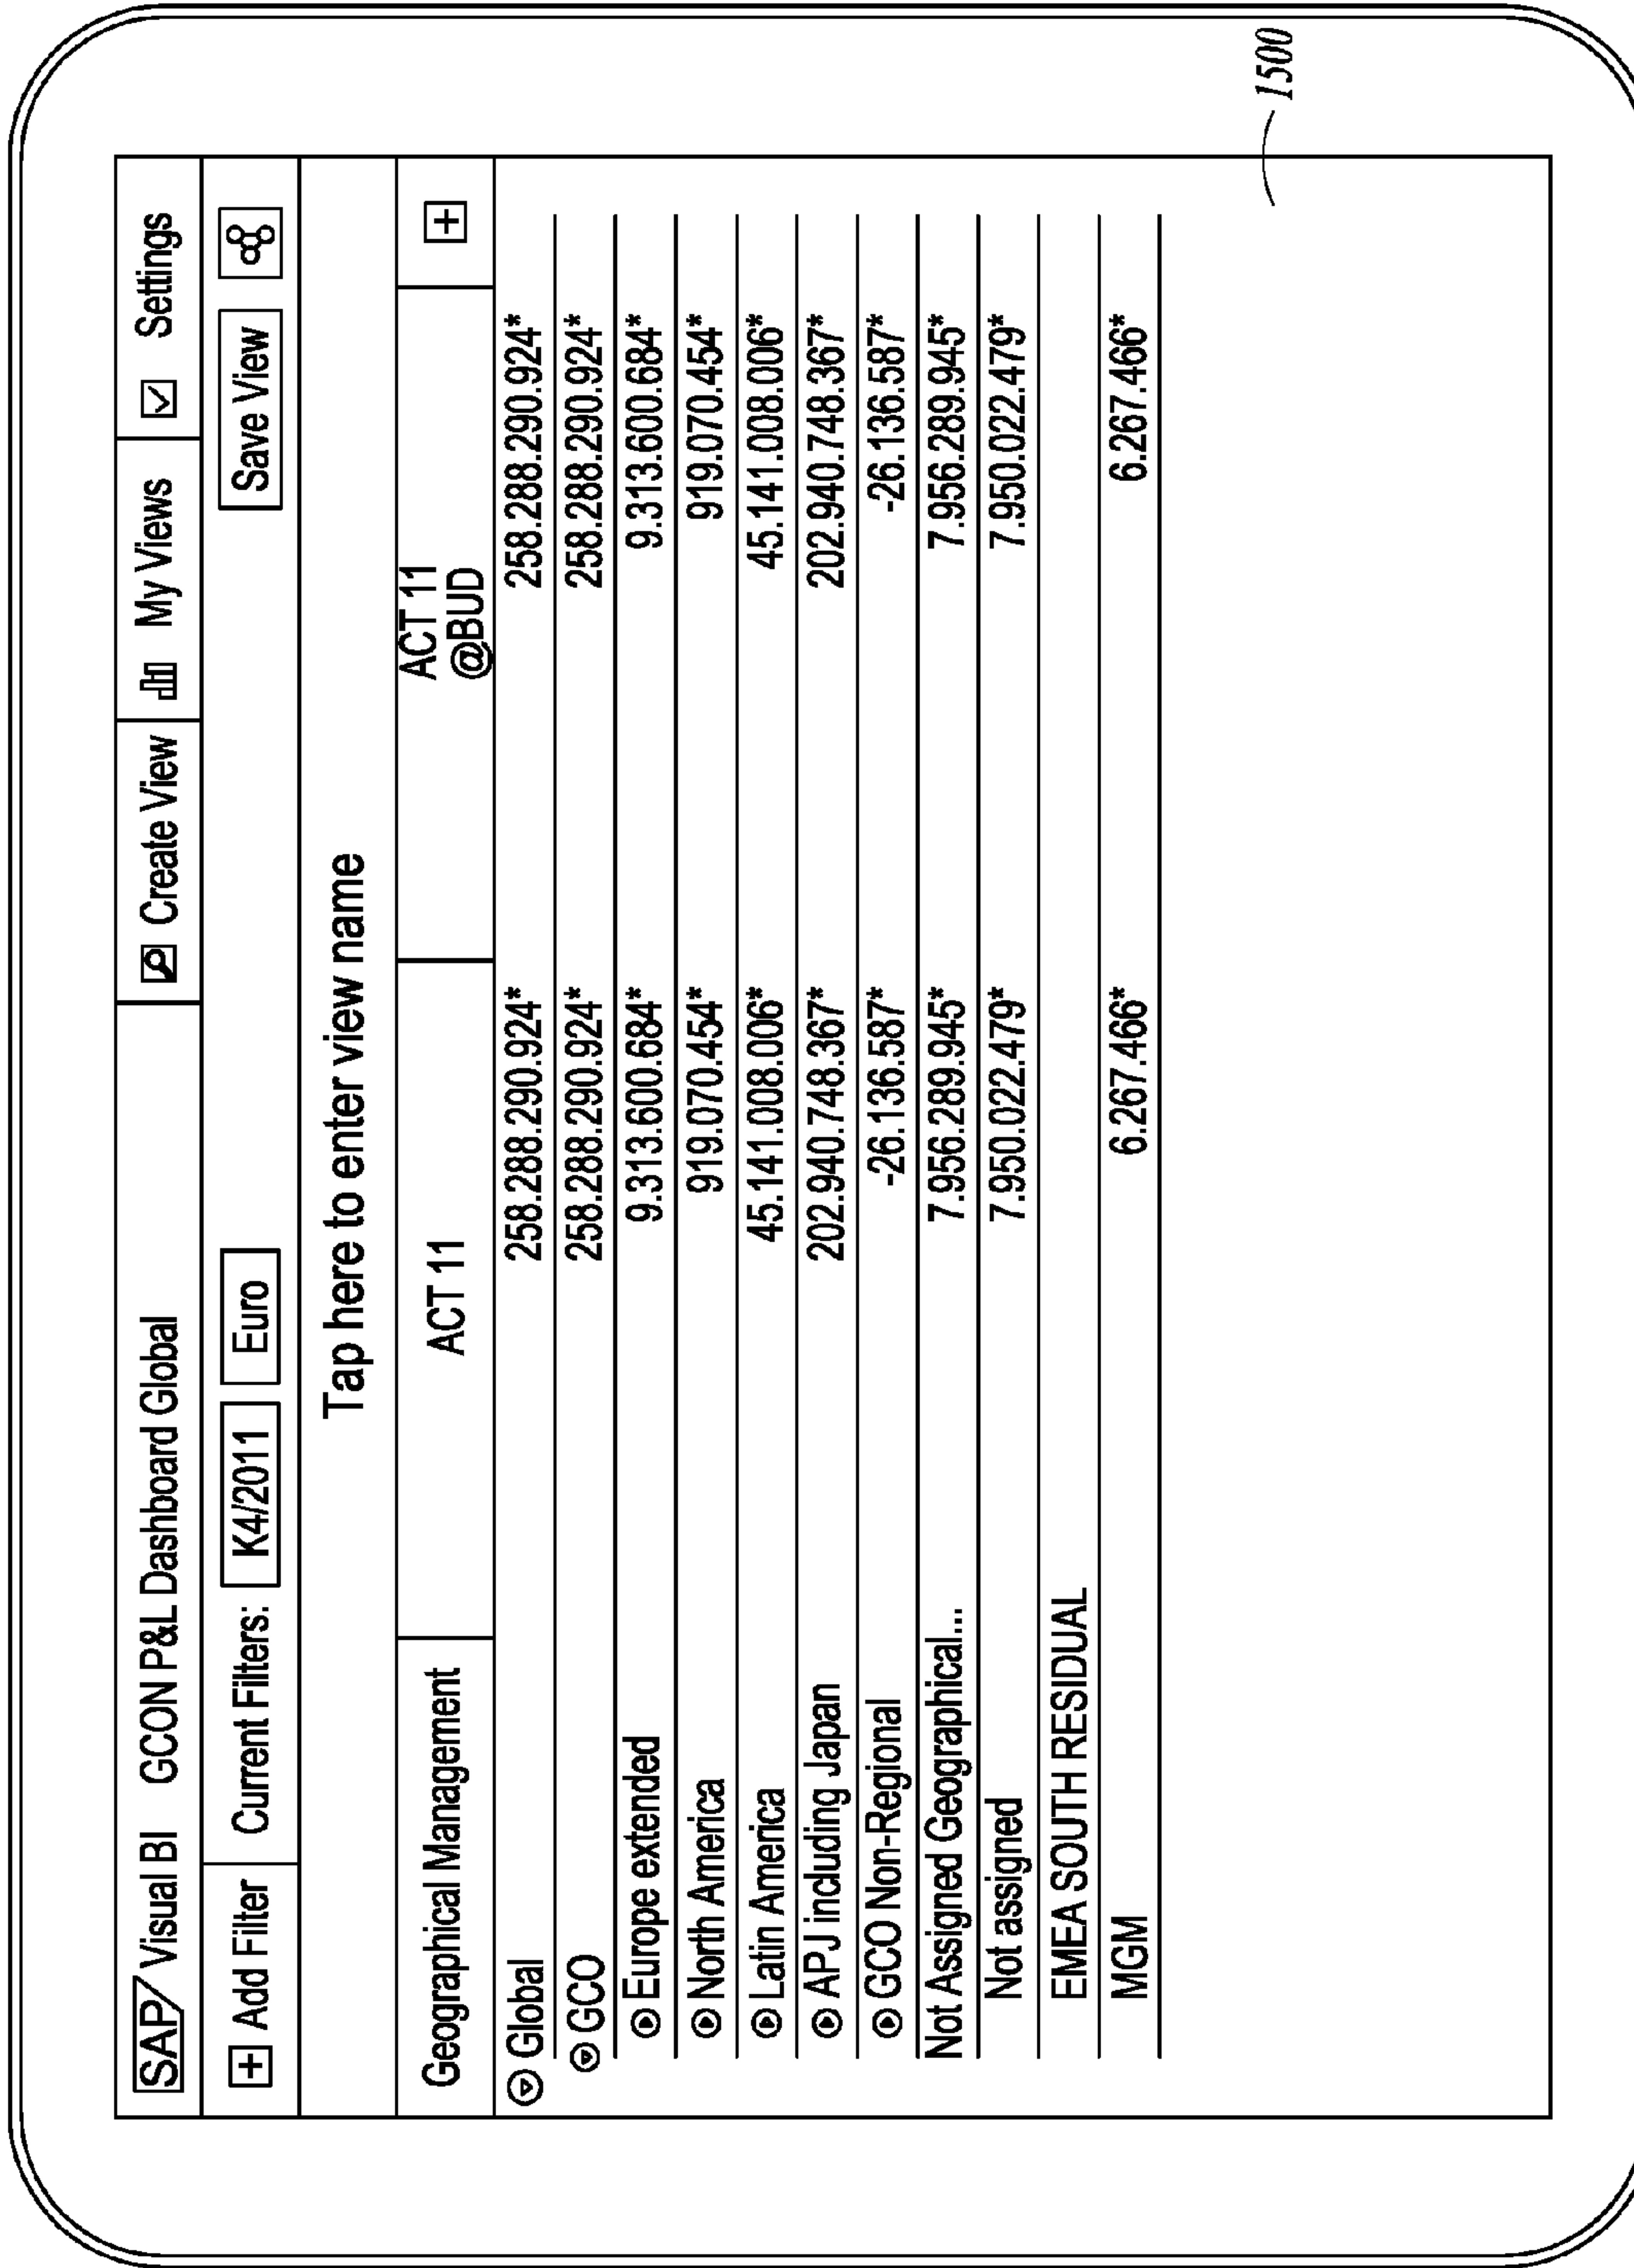 SAP Visual BI GCON P&L Dashboard Global Create View My Views Settings
Add Filter Current Filters: K4/2011 Euro Save View
Tap here to enter view name
Geographical Management ACT 11 ACT 11 @BUD
Global 258.288.290.924* 258.288.290.924*
GCO 258.288.290.924* 258.288.290.924*
Europe extended 9.313.600.684* 9.313.600.684*
North America 919.070.454* 919.070.454*
Latin America 45.141.008.006* 45.141.008.006*
APJ including Japan 202.940.748.367* 202.940.748.367*
GCO Non-Regional -26.136.587* -26.136.587*
Not Assigned Geographical... 7.956.289.945* 7.956.289.945*
Not assigned 7.950.022.479* 7.950.022.479*
EMEA SOUTH RESIDUAL
MGM 6.267.466* 6.267.466*
1500